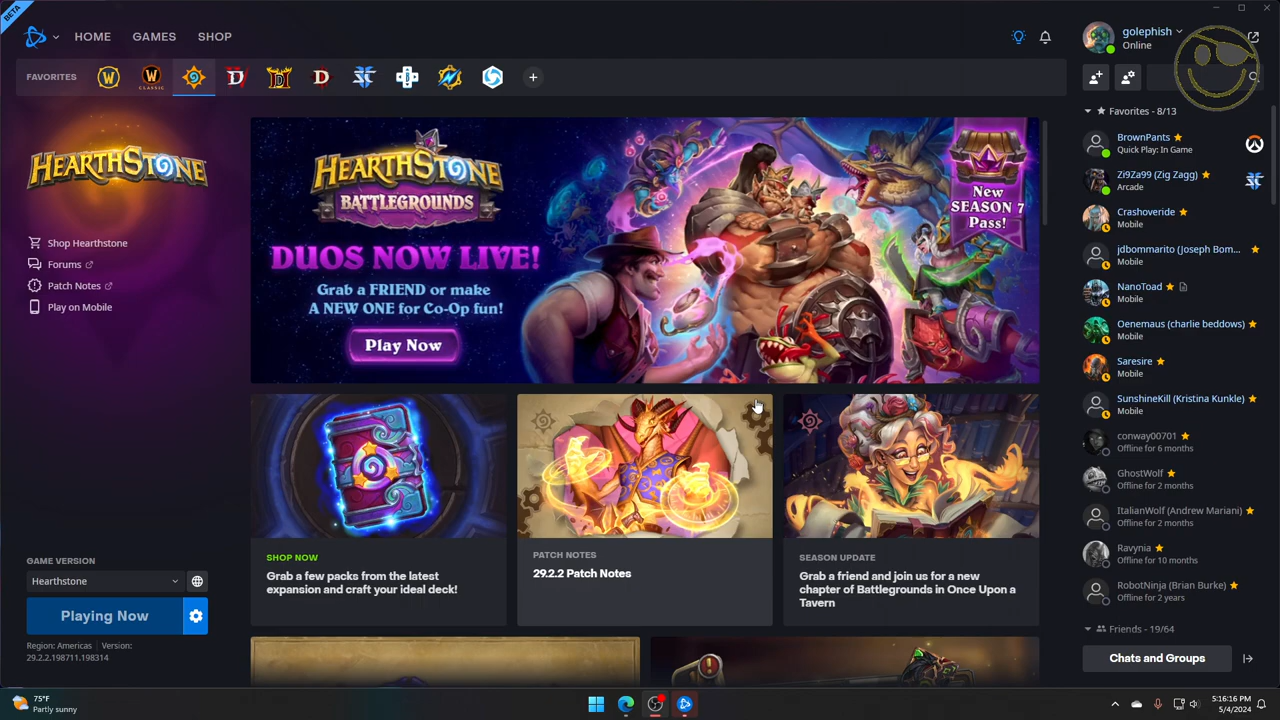 BETA
HOME
GAMES
SHOP
golephish
Online
FAVORITES
CLASSIC
HEARTHSTONE
Shop Hearthstone
Forums
Patch Notes
Play on Mobile
HEARTHSTONE
BATTLEGROUNDS
DUOS NOW LIVE!
Grab a FRIEND or make
A NEW ONE for Co-Op fun!
Play Now
New
SEASON 7
Pass!
SHOP NOW
Grab a few packs from the latest
expansion and craft your ideal deck!
PATCH NOTES
29.2.2 Patch Notes
SEASON UPDATE
Grab a friend and join us for a new
chapter of Battlegrounds in Once Upon a
Tavern
GAME VERSION
Hearthstone
Playing Now
Region: Americas | Version:
29.2.2.198711.198314
Favorites - 8/13
BrownPants
Quick Play: In Game
Zi9Za99 (Zig Zagg)
Arcade
Crashoveride
Mobile
jdbommarito (Joseph Bom...
Mobile
NanoToad
Mobile
Oenemaus (charlie beddows)
Mobile
Saresire
Mobile
SunshineKill (Kristina Kunkle)
Mobile
conway00701
Offline for 6 months
GhostWolf
Offline for 2 months
ItalianWolf (Andrew Mariani)
Offline for 2 months
Ravynia
Offline for 10 months
RobotNinja (Brian Burke)
Offline for 2 years
Friends - 19/64
Chats and Groups
75°F
Partly sunny
5:16:16 PM
5/4/2024